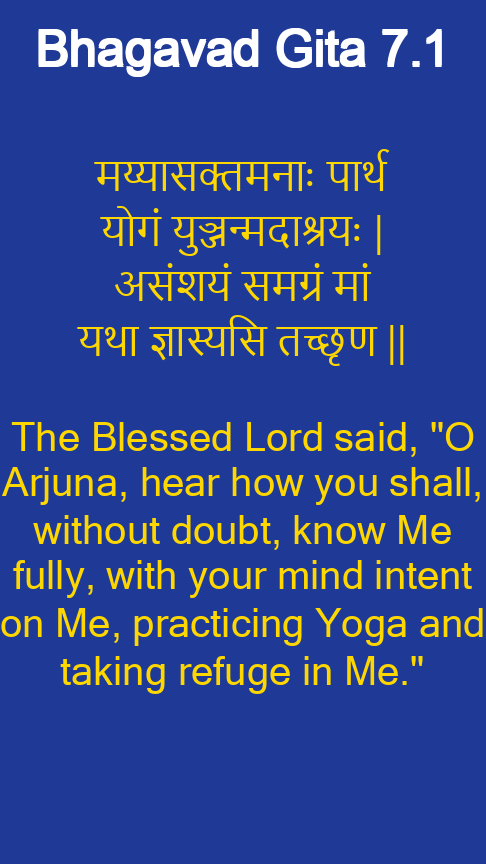 Bhagavad Gita 7.1
मय्यासक्तमनाः पार्थ
योगं युञ्जन्मदाश्रयः |
असंशयं समग्रं मां
यथा ज्ञास्यसि तच्छृण ||
The Blessed Lord said, "O
Arjuna, hear how you shall,
without doubt, know Me
fully, with your mind intent
on Me, practicing Yoga and
taking refuge in Me."